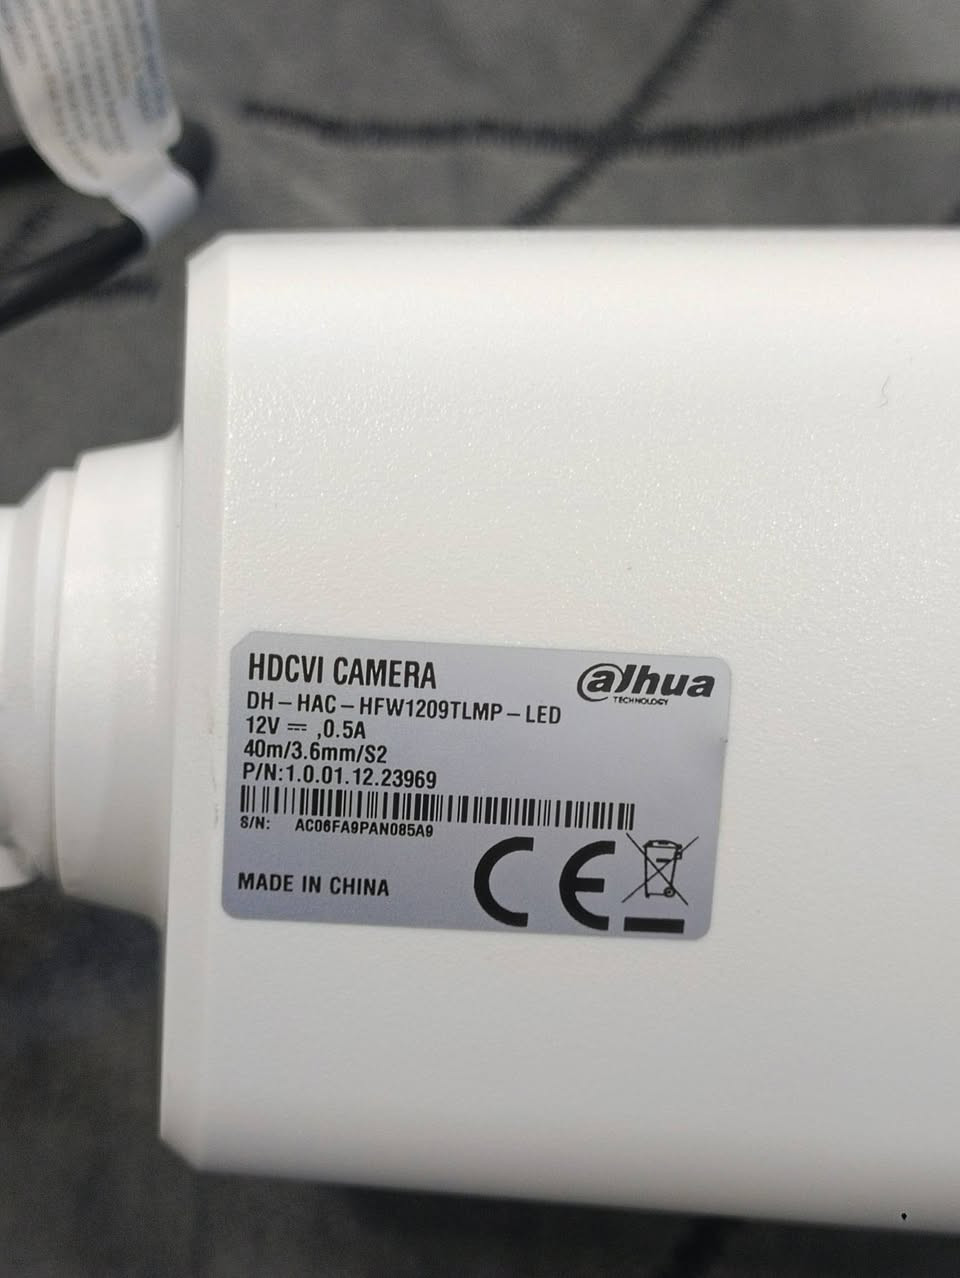 HDCVI CAMERA
alhua
TECHNOLOGY
DH-HAC-HFW1209TLMP-LED
12V ⎓ ,0.5A
40m/3.6mm/S2
P/N:1.0.01.12.23969
S/N: AC06FA9PAN085A9
MADE IN CHINA
CE